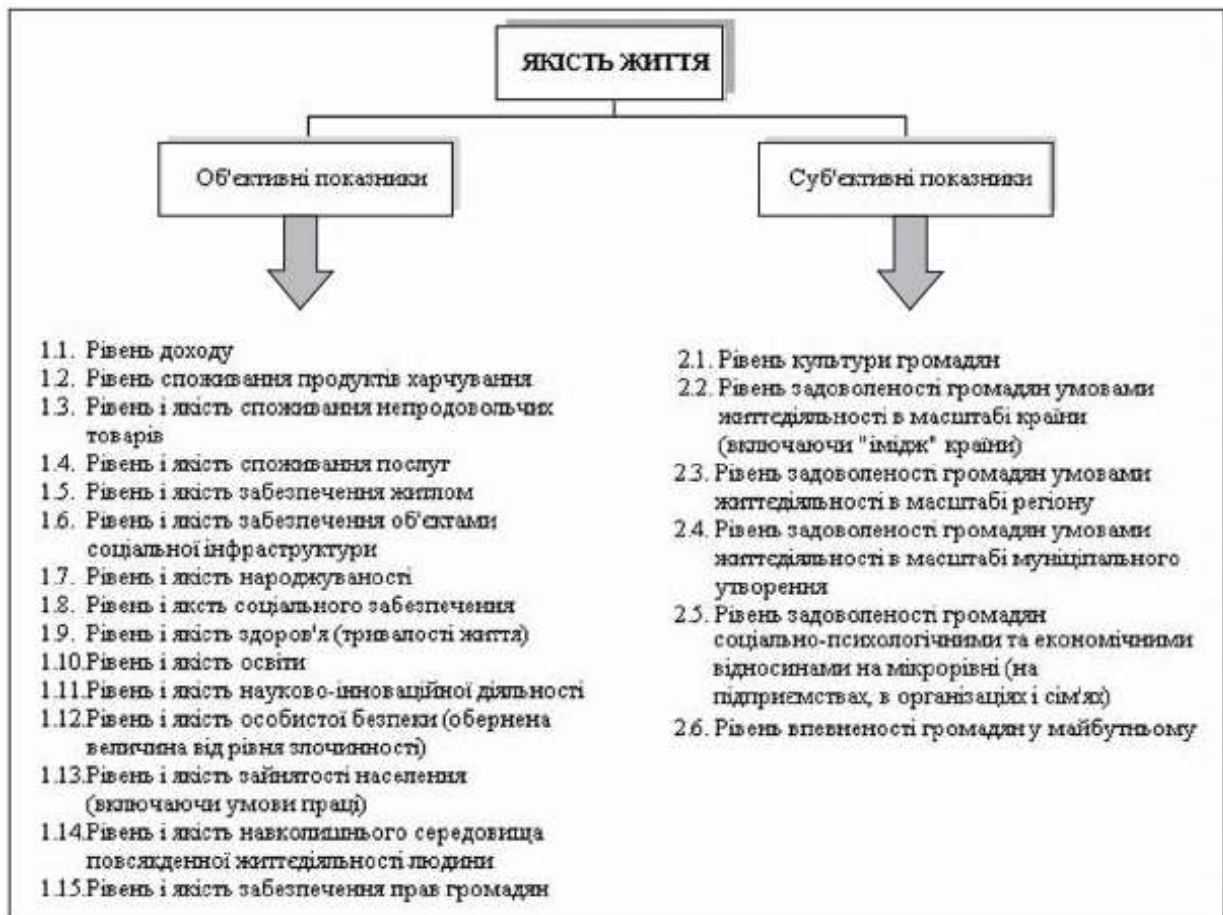 ЯКІСТЬ ЖИТТЯ
Об'єктивні показники
1.1. Рівень доходу
1.2. Рівень споживання продуктів харчування
1.3. Рівень і якість споживання непродовольчих
товарів
1.4. Рівень і якість споживання послуг
1.5. Рівень і якість забезпечення житлом
1.6. Рівень і якість забезпечення об'єктами
соціальної інфраструктури
1.7. Рівень і якість народжуваності
1.8. Рівень і яксть соціального забезпечення
1.9. Рівень і якість здоров'я (тривалості життя)
1.10.Рівень і якість освіти
1.11.Рівень і якість науково-інноваційної діяльності
1.12.Рівень і якість особистої безпеки (обернена
величина від рівня злочинності)
1.13.Рівень і якість зайнятості населення
(включаючи умови праці)
1.14.Рівень і якість навколишнього середовища
повсякденної життєдіяльності людини
1.15.Рівень і якість забезпечення прав громадян
Суб'єктивні показники
2.1. Рівень культури громадян
2.2. Рівень задоволеності громадян умовами
життєдіяльності в масштабі країни
(включаючи "імідж" країни)
2.3. Рівень задоволеності громадян умовами
життєдіяльності в масштабі регіону
2.4. Рівень задоволеності громадян умовами
життєдіяльності в масштабі муніципального
утворення
2.5. Рівень задоволеності громадян
соціально-психологічними та економічними
відносинами на мікрорівні (на
підприємствах, в організаціях і сім'ях)
2.6. Рівень впевненості громадян у майбутньому